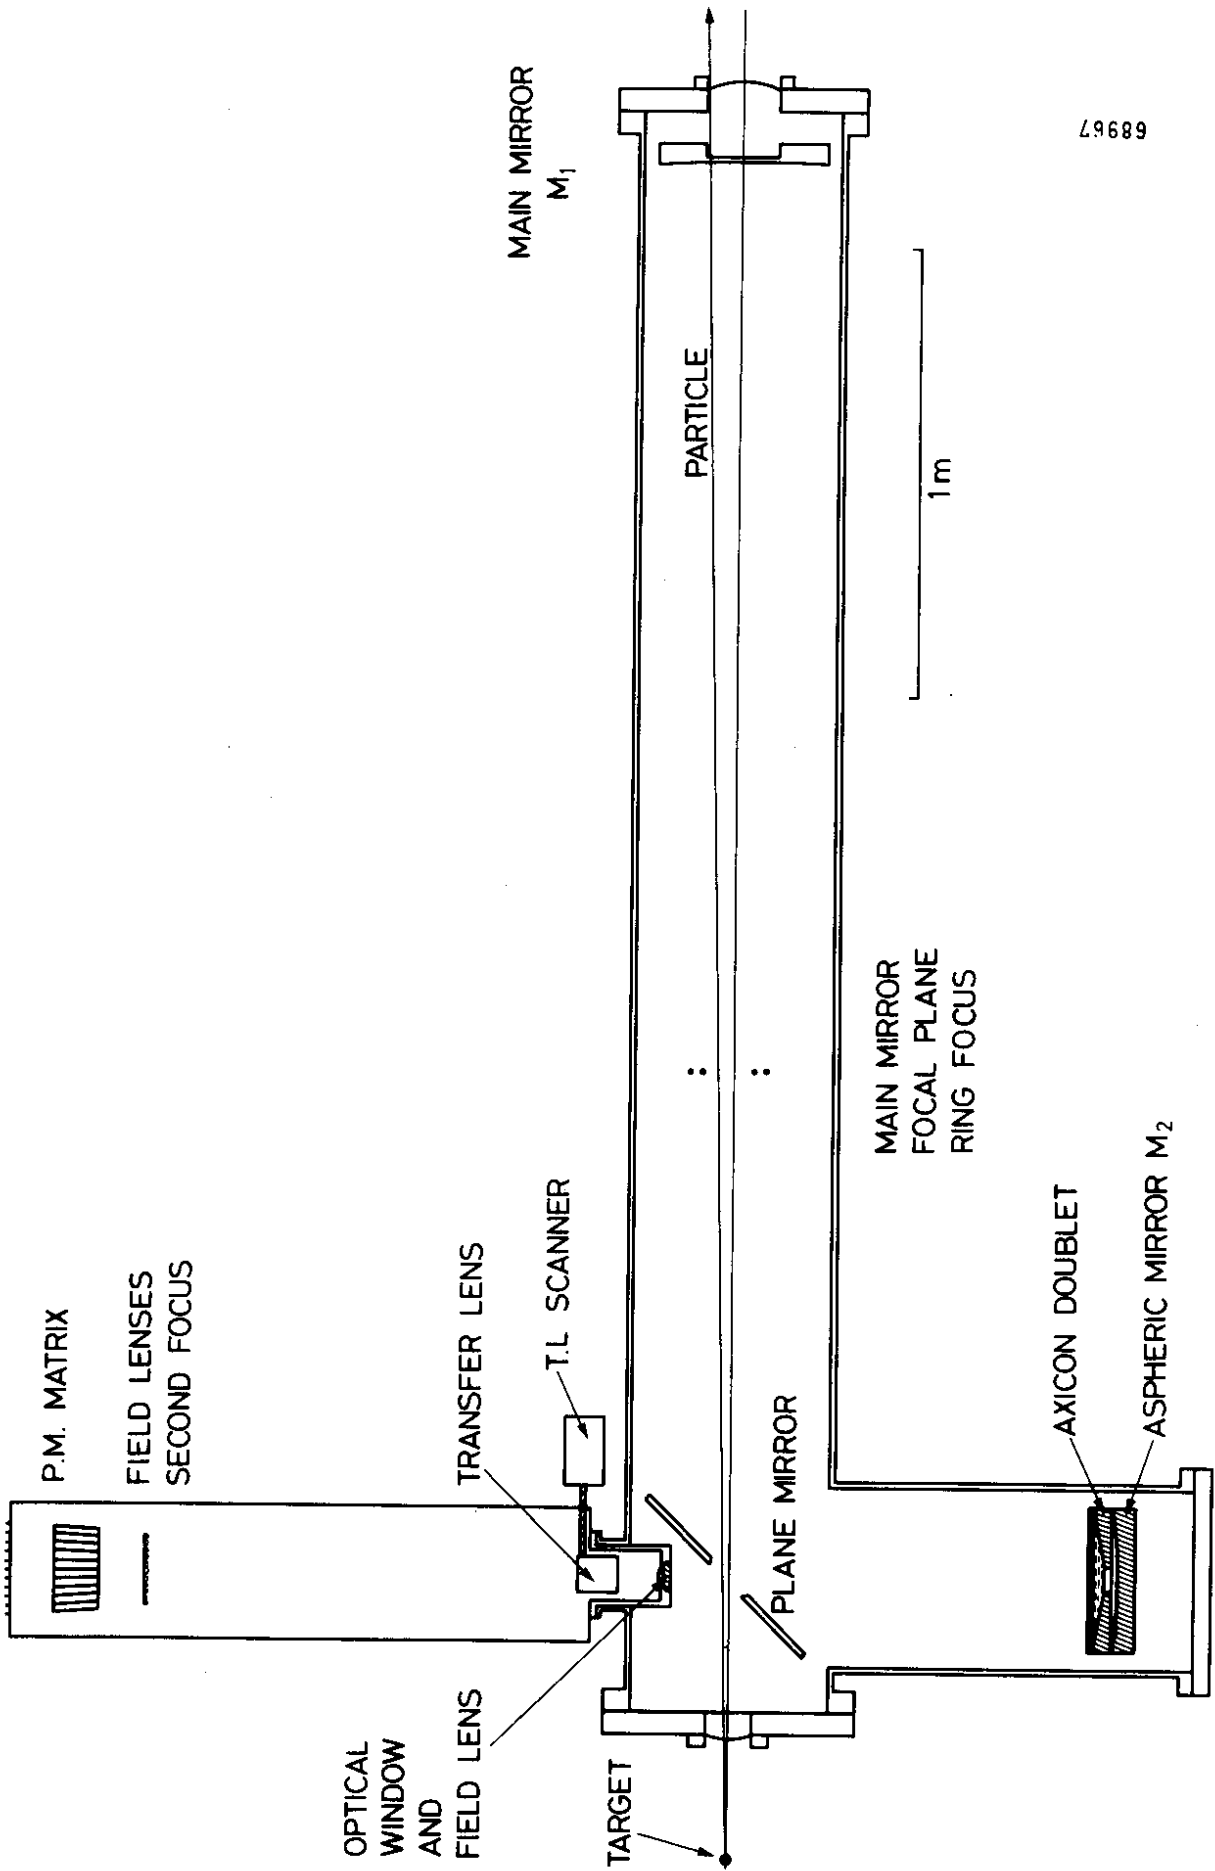 P.M. MATRIX
FIELD LENSES
SECOND FOCUS
TRANSFER LENS
T.L SCANNER
OPTICAL
WINDOW
AND
FIELD LENS
TARGET
PLANE MIRROR
PARTICLE
MAIN MIRROR
M1
MAIN MIRROR
FOCAL PLANE
RING FOCUS
1m
AXICON DOUBLET
ASPHERIC MIRROR M2
68967